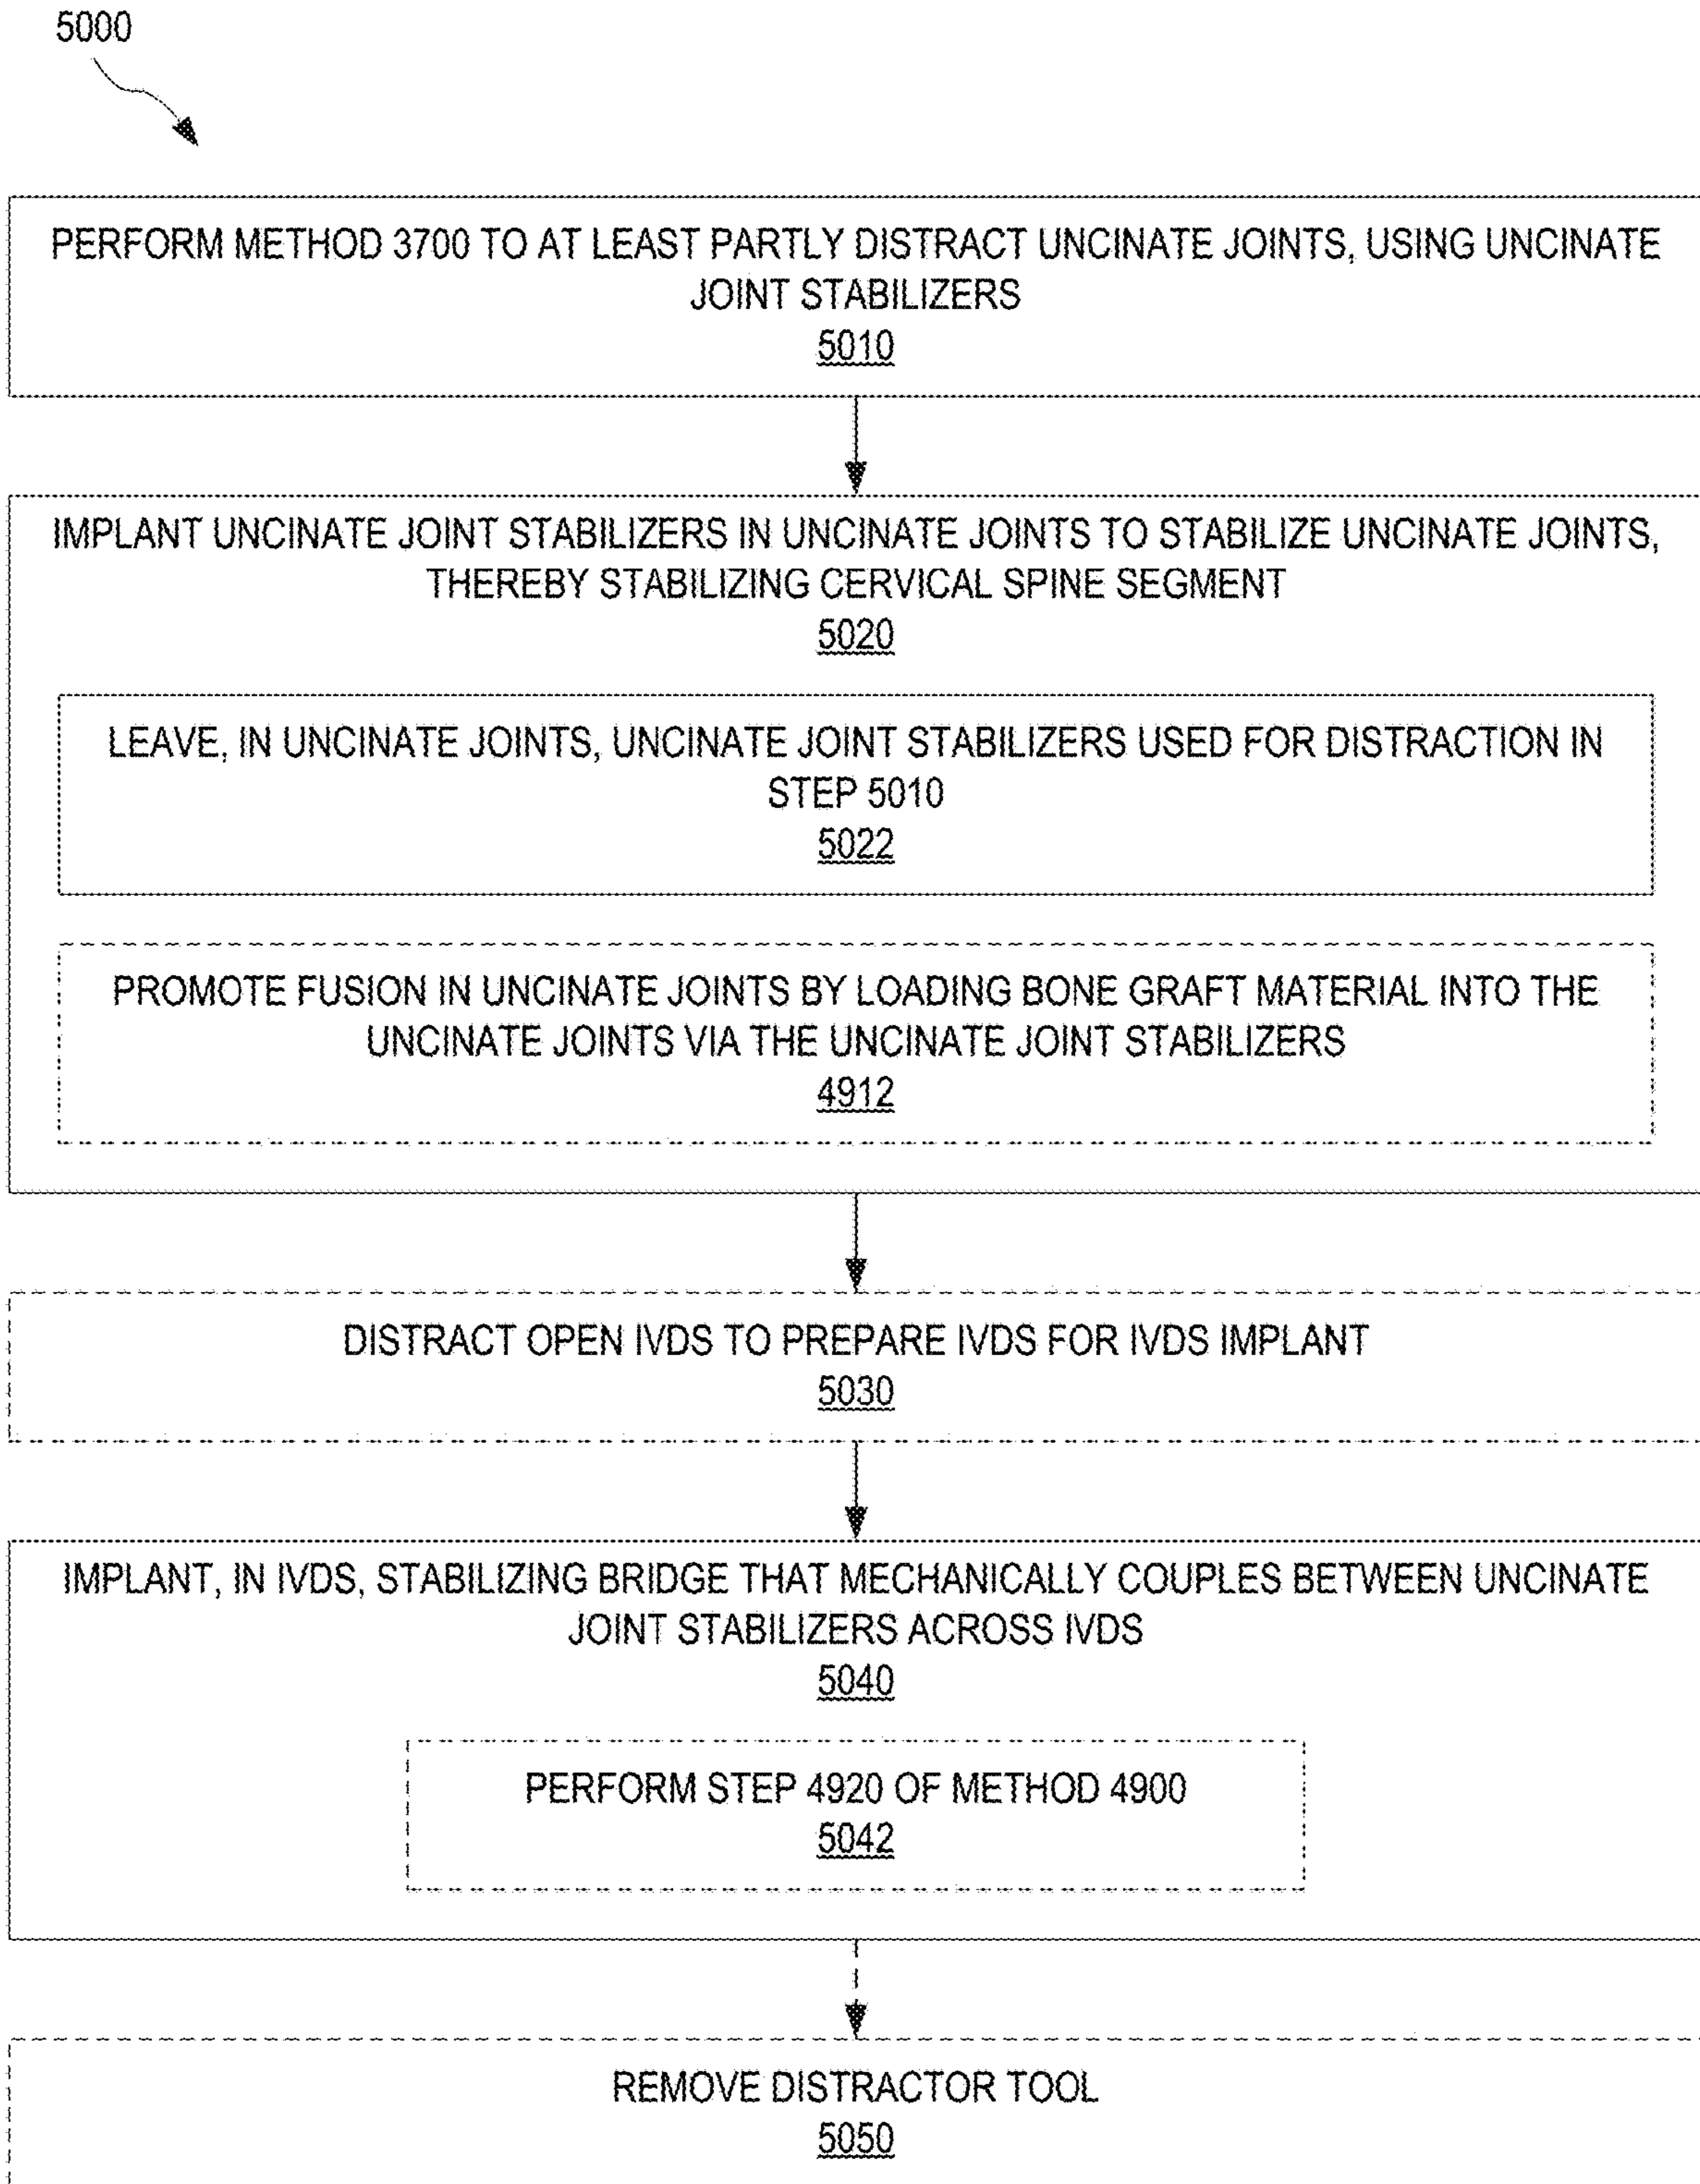 5000
PERFORM METHOD 3700 TO AT LEAST PARTLY DISTRACT UNCINATE JOINTS, USING UNCINATE
JOINT STABILIZERS
5010
IMPLANT UNCINATE JOINT STABILIZERS IN UNCINATE JOINTS TO STABILIZE UNCINATE JOINTS,
THEREBY STABILIZING CERVICAL SPINE SEGMENT
5020
LEAVE, IN UNCINATE JOINTS, UNCINATE JOINT STABILIZERS USED FOR DISTRACTION IN
STEP 5010
5022
PROMOTE FUSION IN UNCINATE JOINTS BY LOADING BONE GRAFT MATERIAL INTO THE
UNCINATE JOINTS VIA THE UNCINATE JOINT STABILIZERS
4912
DISTRACT OPEN IVDS TO PREPARE IVDS FOR IVDS IMPLANT
5030
IMPLANT, IN IVDS, STABILIZING BRIDGE THAT MECHANICALLY COUPLES BETWEEN UNCINATE
JOINT STABILIZERS ACROSS IVDS
5040
PERFORM STEP 4920 OF METHOD 4900
5042
REMOVE DISTRACTOR TOOL
5050